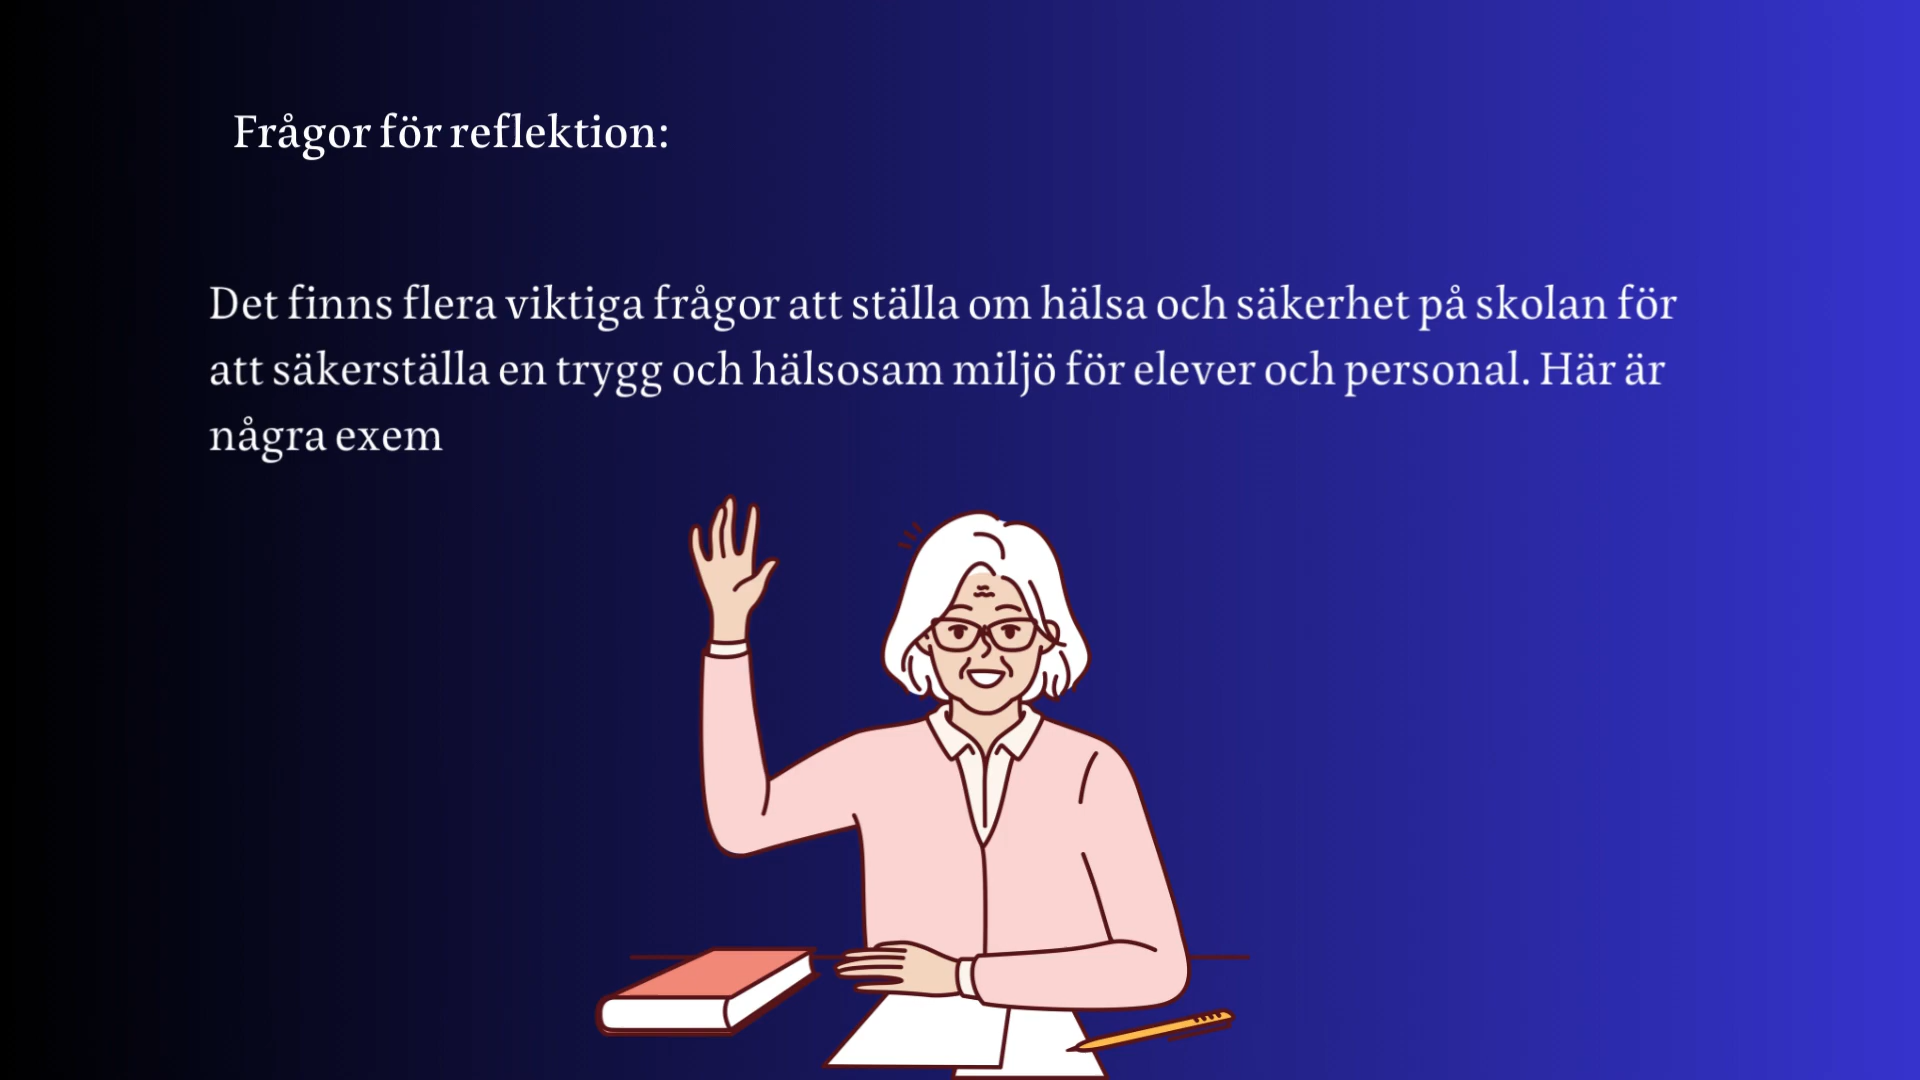 Frågor för reflektion:
Det finns flera viktiga frågor att ställa om hälsa och säkerhet på skolan för
att säkerställa en trygg och hälsosam miljö för elever och personal. Här är
några exem